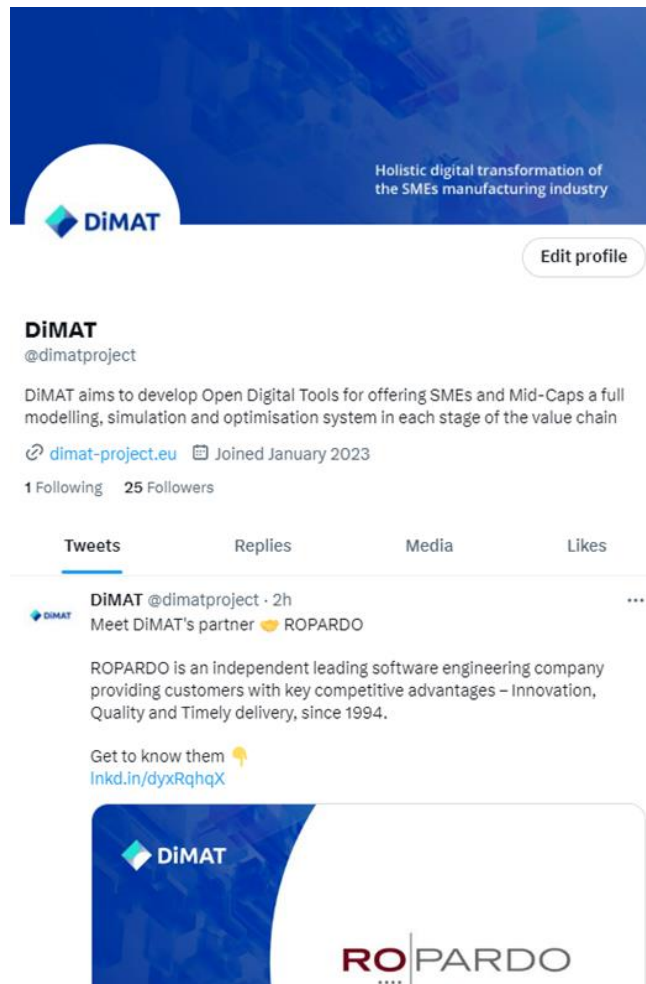 Holistic digital transformation of
the SMEs manufacturing industry
DiMAT
Edit profile
DiMAT
@dimatproject
DiMAT aims to develop Open Digital Tools for offering SMEs and Mid-Caps a full
modelling, simulation and optimisation system in each stage of the value chain
dimat-project.eu Joined January 2023
1 Following 25 Followers
Tweets Replies Media Likes
DiMAT
DiMAT @dimatproject · 2h
Meet DiMAT's partner 🤝 ROPARDO
ROPARDO is an independent leading software engineering company
providing customers with key competitive advantages – Innovation,
Quality and Timely delivery, since 1994.
Get to know them 👇
lnkd.in/dyxRqhqX
DiMAT
ROPARDO